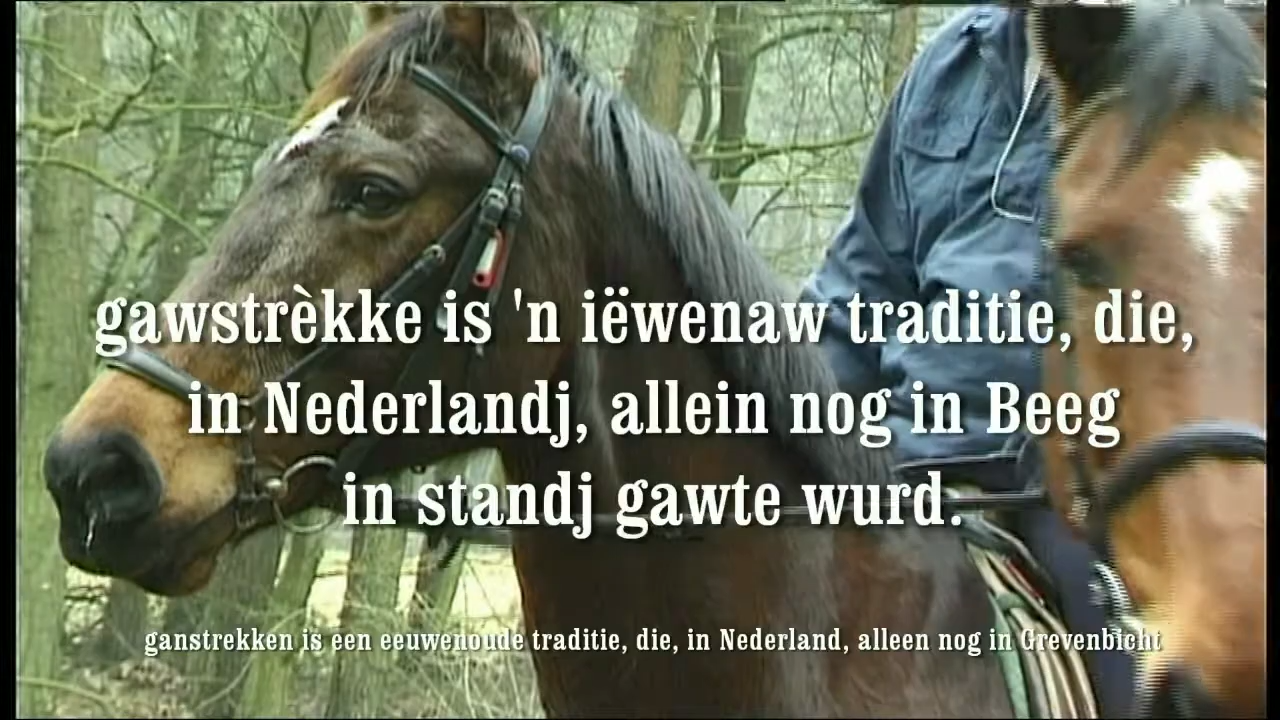 gawstrèkke is 'n iëwenaw traditie, die,
in Nederlandj, allein nog in Beeg
in standj gawte wurd.
ganstrekken is een eeuwenoude traditie, die, in Nederland, alleen nog in Grevenbicht